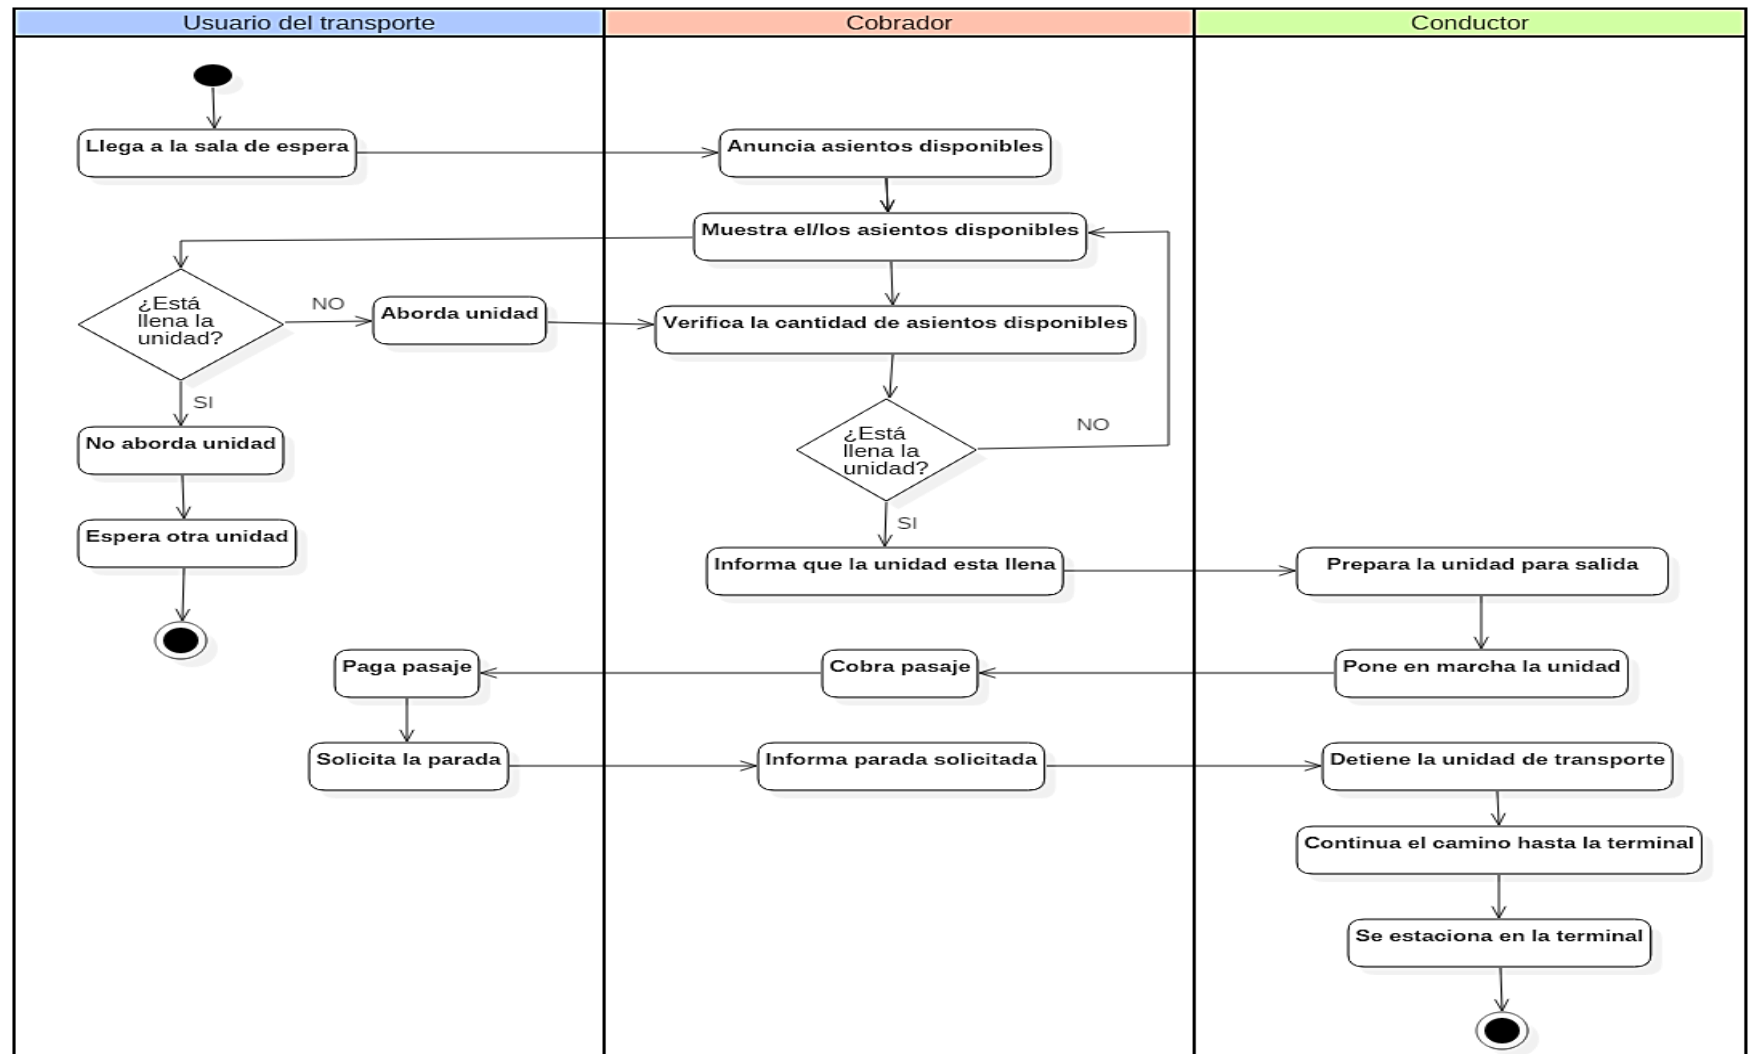 Usuario del transporte
Cobrador
Conductor
Llega a la sala de espera
Anuncia asientos disponibles
Muestra el/los asientos disponibles
¿Está
llena la
unidad?
NO
Aborda unidad
Verifica la cantidad de asientos disponibles
SI
No aborda unidad
¿Está
llena la
unidad?
NO
Espera otra unidad
SI
Informa que la unidad esta llena
Prepara la unidad para salida
Paga pasaje
Cobra pasaje
Pone en marcha la unidad
Solicita la parada
Informa parada solicitada
Detiene la unidad de transporte
Continua el camino hasta la terminal
Se estaciona en la terminal